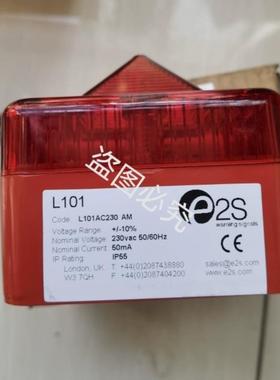 L101
Code: L101AC230 AM
Voltage Range: +/-10%
Nominal Voltage: 230vac 50/60Hz
Nominal Current: 50mA
IP Rating: IP55
London, UK T +44(0)2087438880
W3 7QH F +44(0)2087404200
e2S
warning signals
sales@e2s
www.e2s
CE
盗图必究